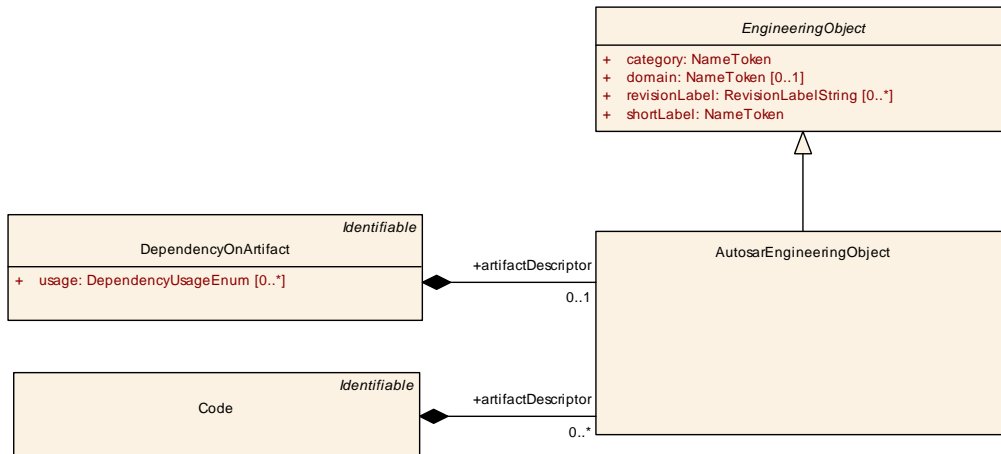 EngineeringObject
+ category: NameToken
+ domain: NameToken [0..1]
+ revisionLabel: RevisionLabelString [0..*]
+ shortLabel: NameToken
Identifiable
DependencyOnArtifact
+ usage: DependencyUsageEnum [0..*]
+artifactDescriptor
0..1
AutosarEngineeringObject
Identifiable
Code
+artifactDescriptor
0..*